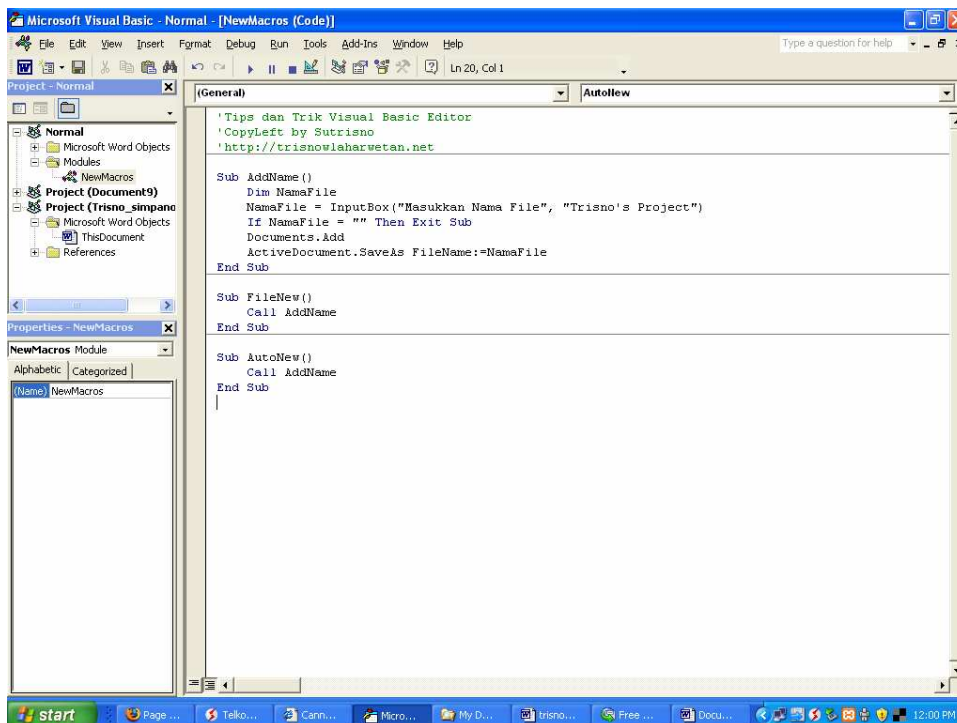 Microsoft Visual Basic - Normal - [NewMacros (Code)]
File Edit View Insert Format Debug Run Tools Add-Ins Window Help
Type a question for help
Ln 20, Col 1
Project - Normal
(General)
AutoNew
Normal
Microsoft Word Objects
Modules
NewMacros
Project (Document9)
Project (Trisno_simpano
Microsoft Word Objects
ThisDocument
References
Properties - NewMacros
NewMacros Module
Alphabetic Categorized
(Name) NewMacros
'Tips dan Trik Visual Basic Editor
'CopyLeft by Sutrisno
'http://trisnowlaharwetan.net
Sub AddName()
Dim NamaFile
NamaFile = InputBox("Masukkan Nama File", "Trisno's Project")
If NamaFile = "" Then Exit Sub
Documents.Add
ActiveDocument.SaveAs FileName:=NamaFile
End Sub
Sub FileNew()
Call AddName
End Sub
Sub AutoNew()
Call AddName
End Sub
start Page ... Telko... Cann... Micro... My D... trisno... Free ... Docu... 12:00 PM